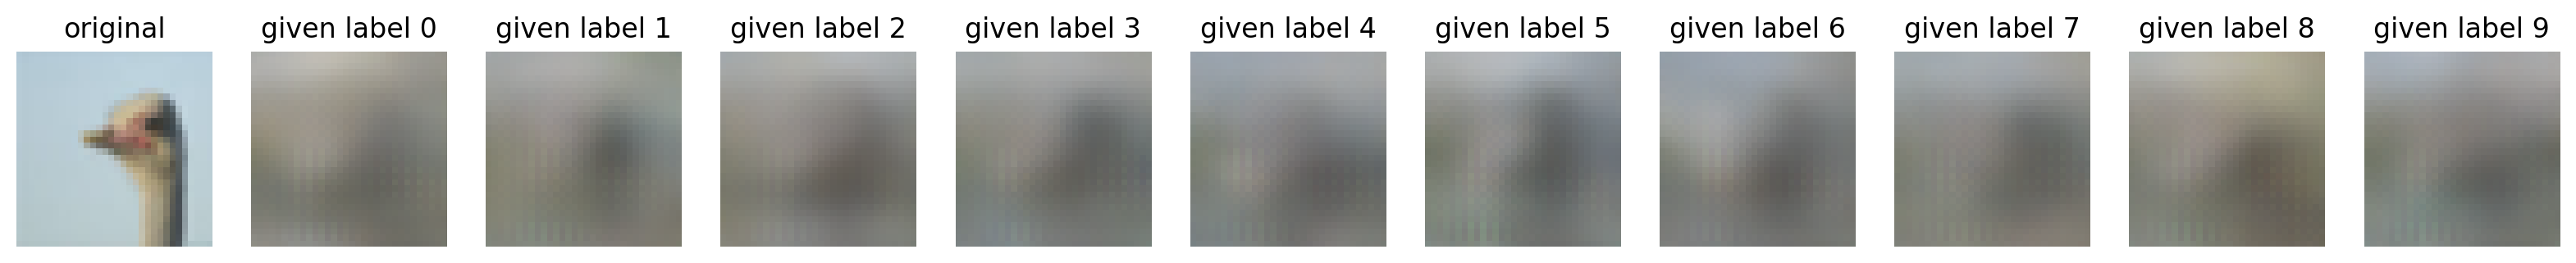 original
given label 0
given label 1
given label 2
given label 3
given label 4
given label 5
given label 6
given label 7
given label 8
given label 9